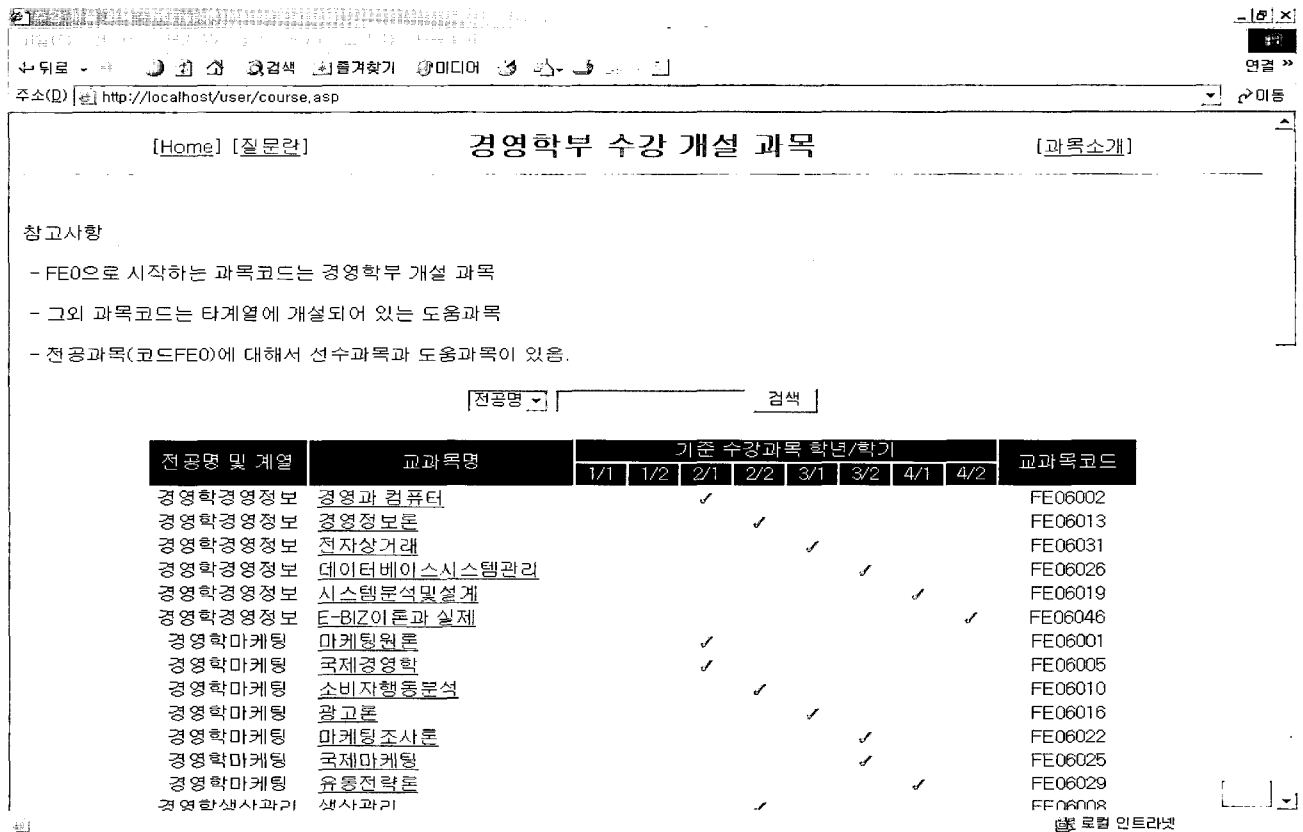 뒤로 검색 즐겨찾기 미디어 연결 »
주소(D) http://localhost/user/course.asp 이동
[Home] [질문란] 경영학부 수강 개설 과목 [과목소개]
참고사항
- FE0으로 시작하는 과목코드는 경영학부 개설 과목
- 그외 과목코드는 타계열에 개설되어 있는 도움과목
- 전공과목(코드FE0)에 대해서 선수과목과 도움과목이 있음.
전공명 검색
전공명 및 계열 교과목명 기준 수강과목 학년/학기 교과목코드
1/1 1/2 2/1 2/2 3/1 3/2 4/1 4/2
경영학경영정보 경영과 컴퓨터 ✓ FE06002
경영학경영정보 경영정보론 ✓ FE06013
경영학경영정보 전자상거래 ✓ FE06031
경영학경영정보 데이터베이스시스템관리 ✓ FE06026
경영학경영정보 시스템분석및설계 ✓ FE06019
경영학경영정보 E-BIZ이론과 실제 ✓ FE06046
경영학마케팅 마케팅원론 ✓ FE06001
경영학마케팅 국제경영학 ✓ FE06005
경영학마케팅 소비자행동분석 ✓ FE06010
경영학마케팅 광고론 ✓ FE06016
경영학마케팅 마케팅조사론 ✓ FE06022
경영학마케팅 국제마케팅 ✓ FE06025
경영학마케팅 유통전략론 ✓ FE06029
경영학생산관리 생산관리 ✓ FE06008
로컬 인트라넷